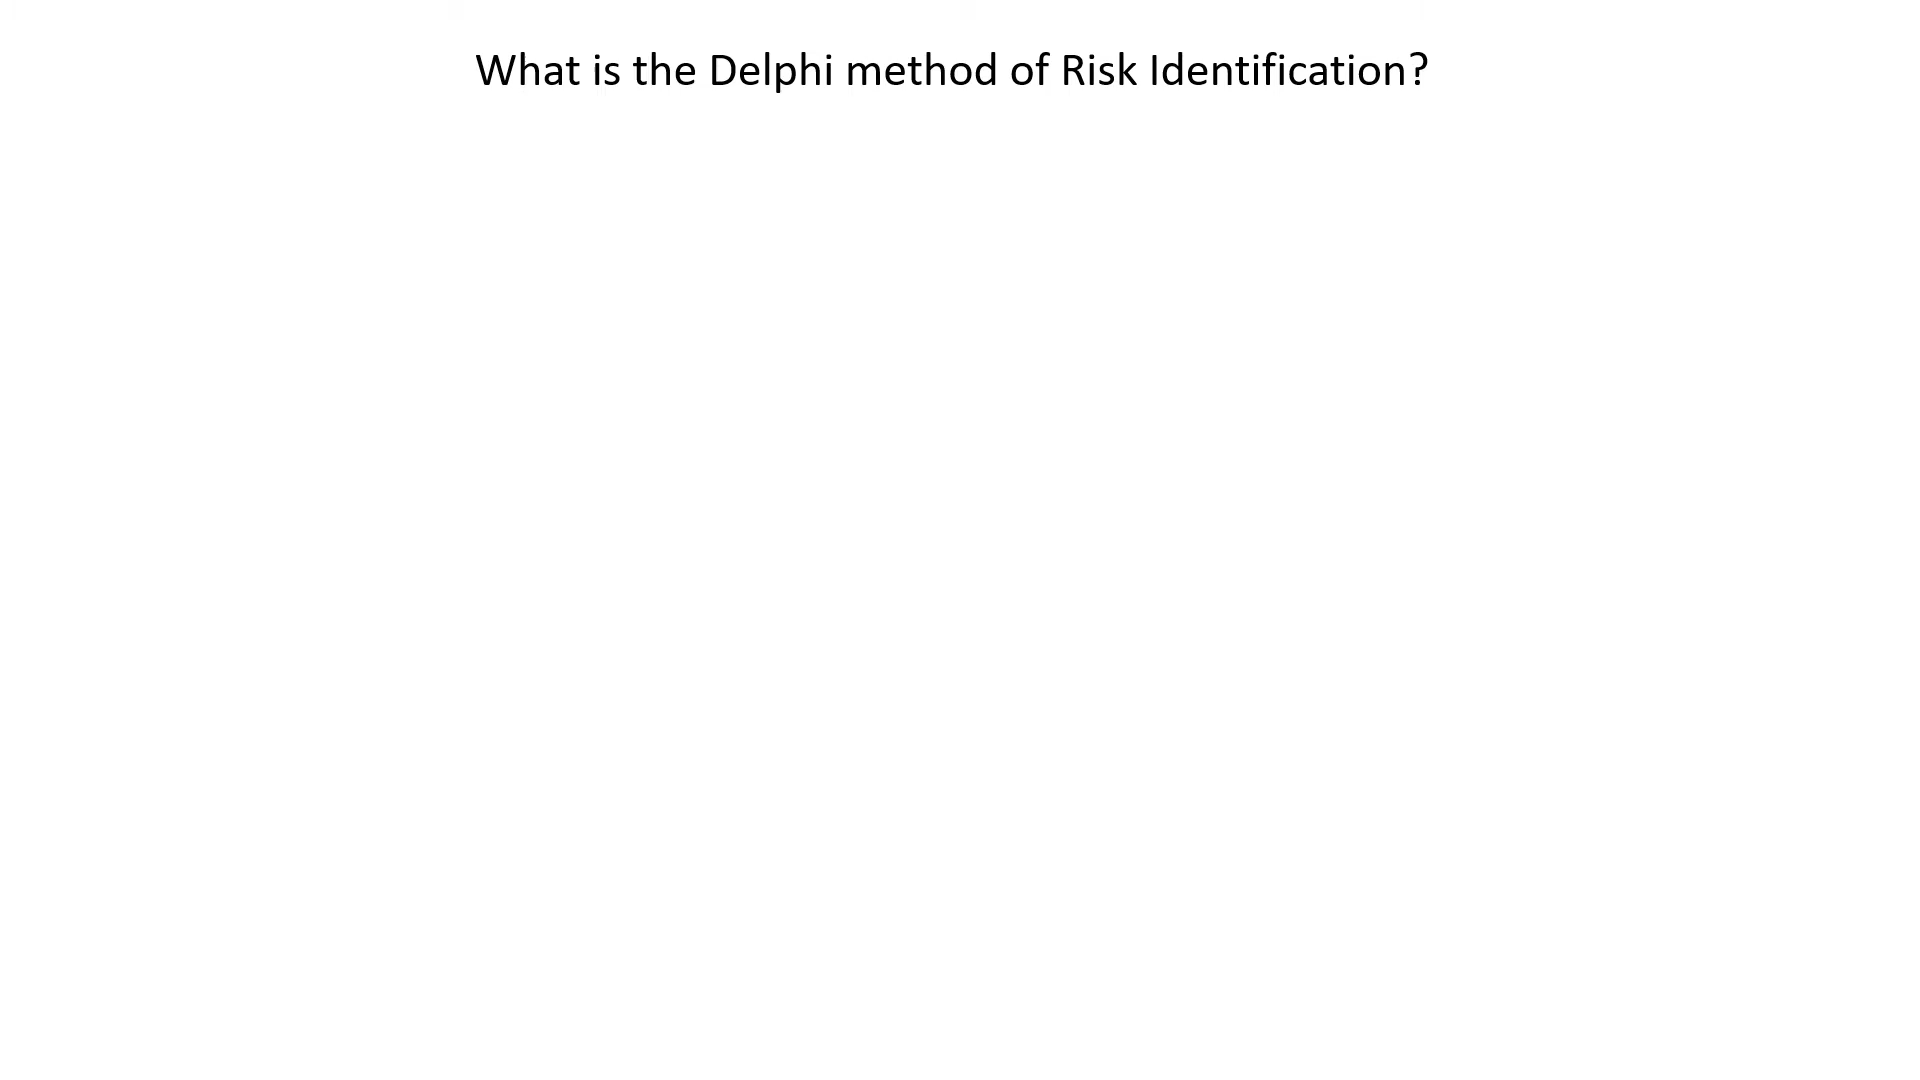 What is the Delphi method of Risk Identification?